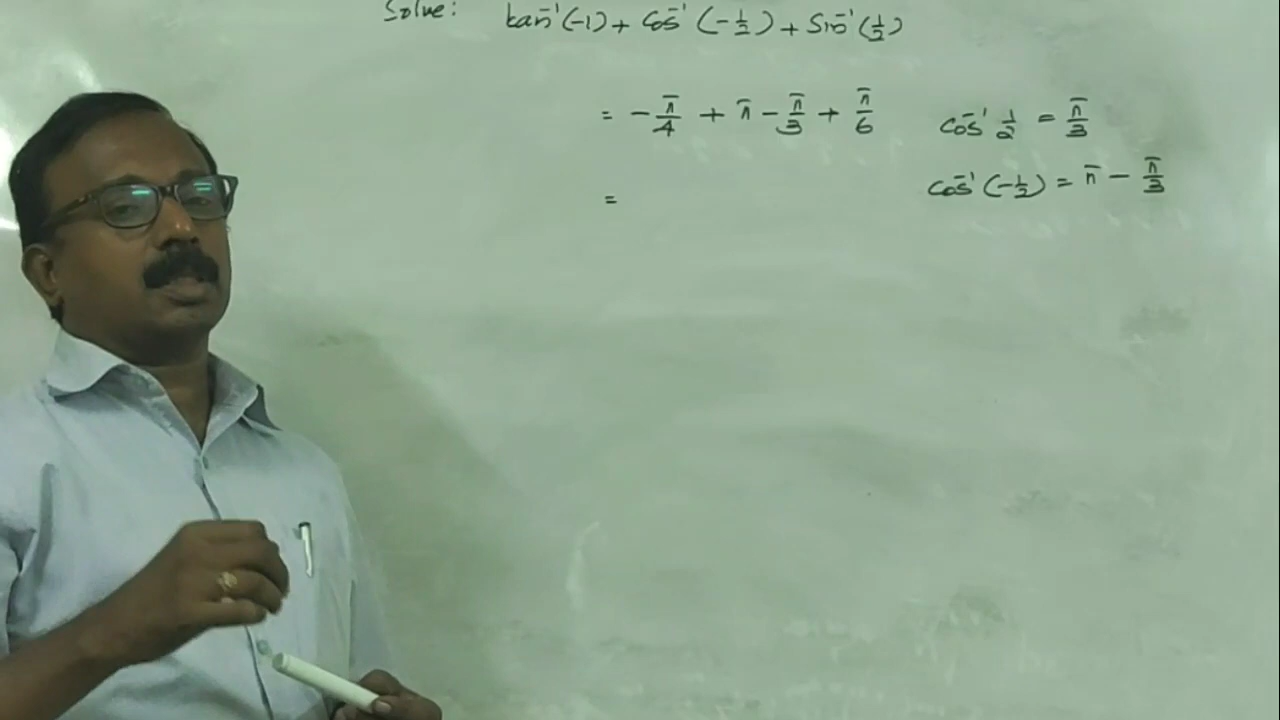 Solve: tan⁻¹(-1) + cos⁻¹(-1/2) + sin⁻¹(1/2)
= -π/4 + π - π/3 + π/6
cos⁻¹ 1/2 = π/3
cos⁻¹(-1/2) = π - π/3
=